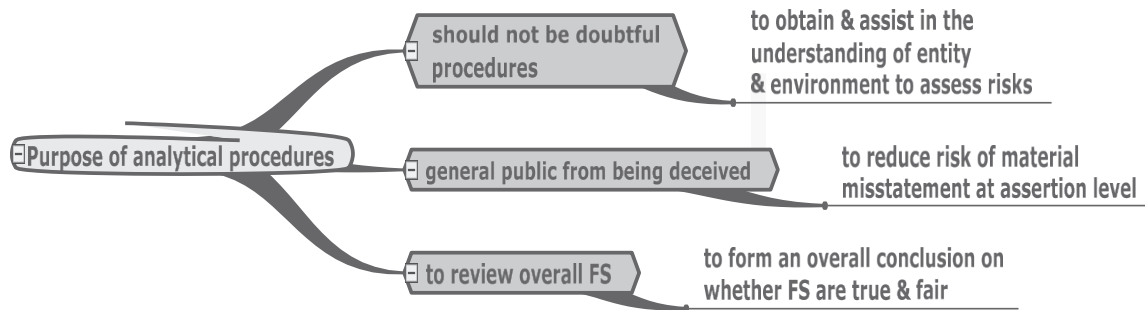 Purpose of analytical procedures
should not be doubtful
procedures
to obtain & assist in the
understanding of entity
& environment to assess risks
general public from being deceived
to reduce risk of material
misstatement at assertion level
to review overall FS
to form an overall conclusion on
whether FS are true & fair